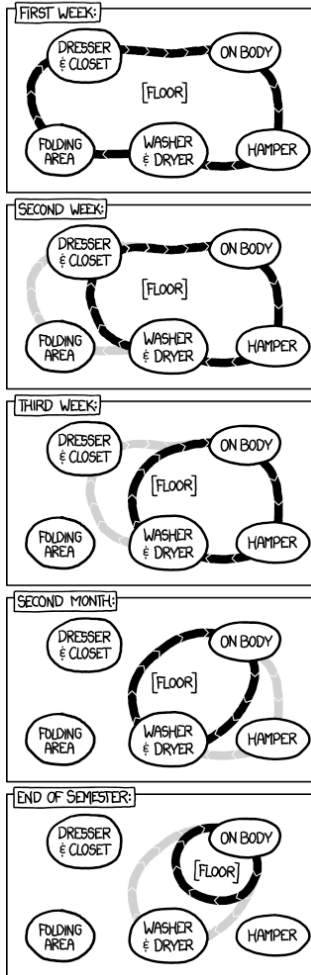 FIRST WEEK:
DRESSER
& CLOSET
ON BODY
[FLOOR]
FOLDING
AREA
WASHER
& DRYER
HAMPER
SECOND WEEK:
DRESSER
& CLOSET
ON BODY
[FLOOR]
FOLDING
AREA
WASHER
& DRYER
HAMPER
THIRD WEEK:
DRESSER
& CLOSET
ON BODY
[FLOOR]
FOLDING
AREA
WASHER
& DRYER
HAMPER
SECOND MONTH:
DRESSER
& CLOSET
ON BODY
[FLOOR]
FOLDING
AREA
WASHER
& DRYER
HAMPER
END OF SEMESTER:
DRESSER
& CLOSET
ON BODY
[FLOOR]
FOLDING
AREA
WASHER
& DRYER
HAMPER